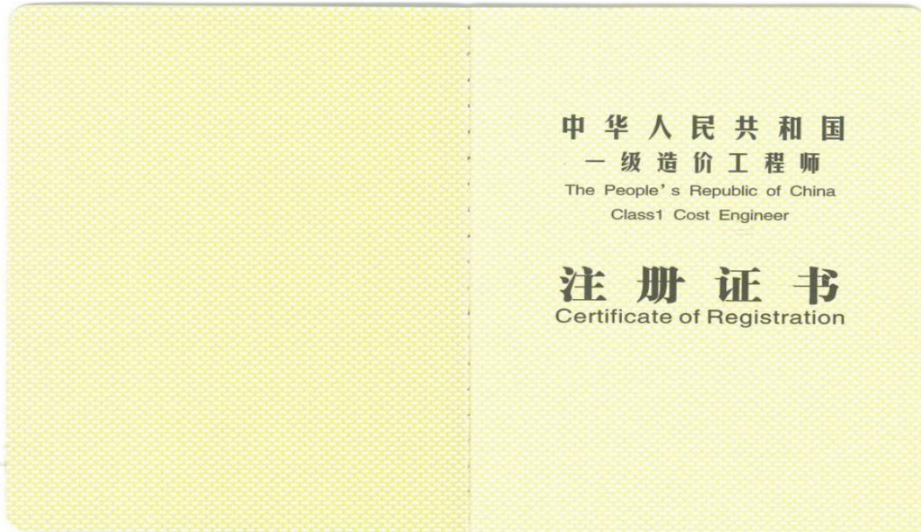 中华人民共和国
一级造价工程师
The People's Republic of China
Class1 Cost Engineer
注册证书
Certificate of Registration